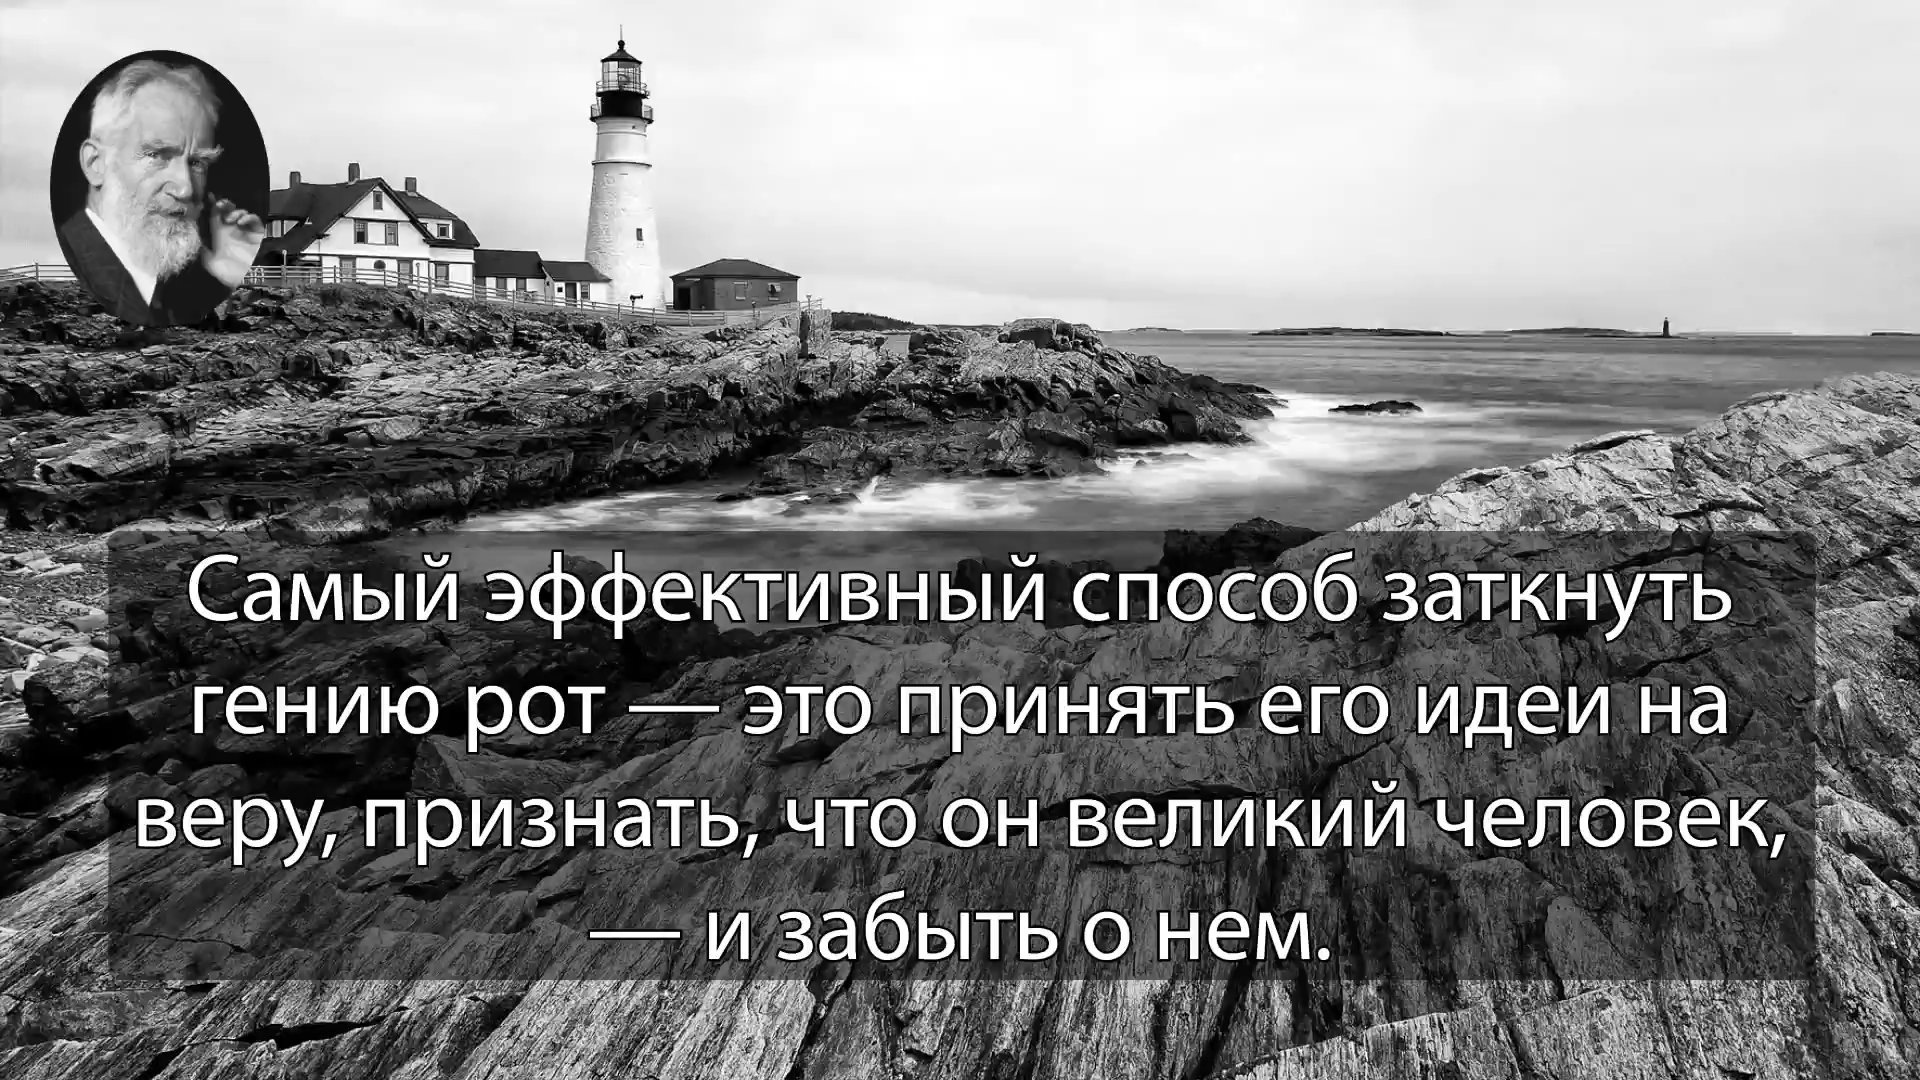 Самый эффективный способ заткнуть
гению рот — это принять его идеи на
веру, признать, что он великий человек,
— и забыть о нем.